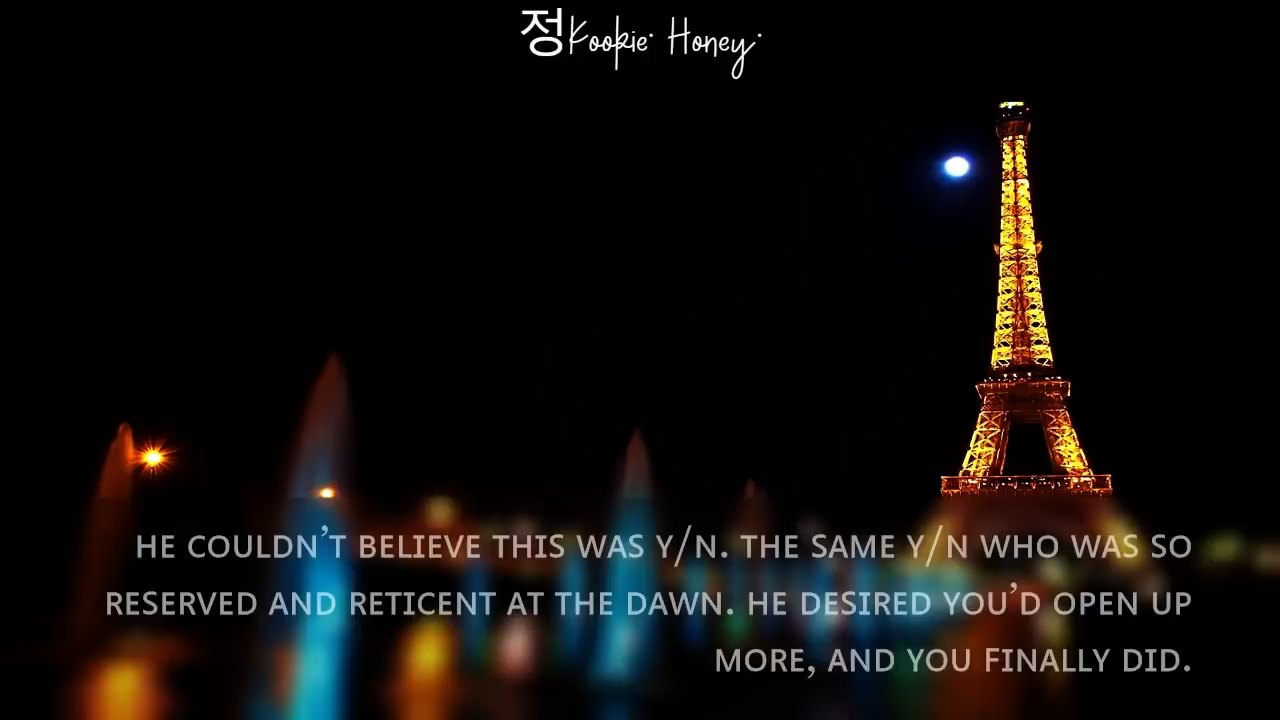 정Kookie Honey
HE COULDN'T BELIEVE THIS WAS Y/N. THE SAME Y/N WHO WAS SO
RESERVED AND RETICENT AT THE DAWN. HE DESIRED YOU'D OPEN UP
MORE, AND YOU FINALLY DID.